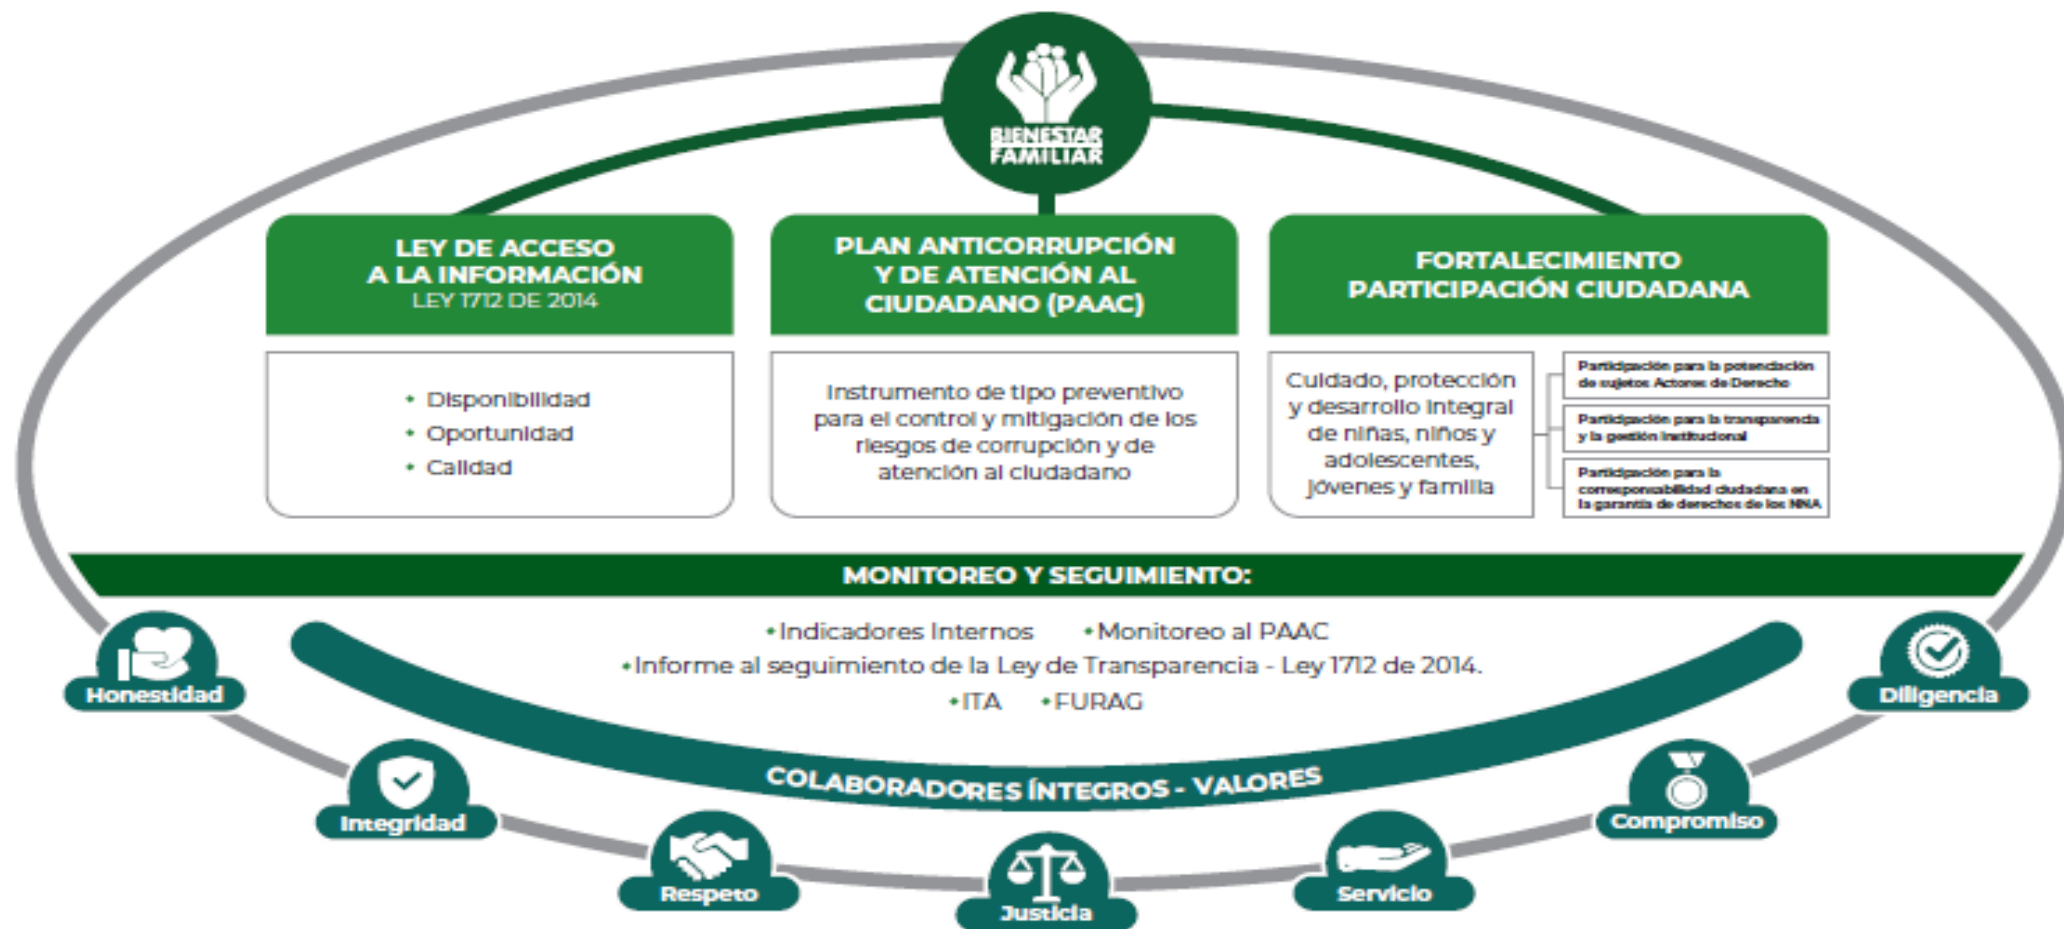 BIENESTAR
FAMILIAR
LEY DE ACCESO
A LA INFORMACIÓN
LEY 1712 DE 2014
• Disponibilidad
• Oportunidad
• Calidad
PLAN ANTICORRUPCIÓN
Y DE ATENCIÓN AL
CIUDADANO (PAAC)
Instrumento de tipo preventivo
para el control y mitigación de los
riesgos de corrupción y de
atención al ciudadano
FORTALECIMIENTO
PARTICIPACIÓN CIUDADANA
Cuidado, protección
y desarrollo integral
de niñas, niños y
adolescentes,
jóvenes y familia
Participación para la potenciación
de sujetos Actores de Derecho
Participación para la transparencia
y la gestión institucional
Participación para la
corresponsabilidad ciudadana en
la garantía de derechos de los NNA
MONITOREO Y SEGUIMIENTO:
• Indicadores Internos • Monitoreo al PAAC
• Informe al seguimiento de la Ley de Transparencia - Ley 1712 de 2014.
• ITA • FURAG
COLABORADORES ÍNTEGROS - VALORES
Honestidad
Integridad
Respeto
Justicia
Servicio
Compromiso
Diligencia